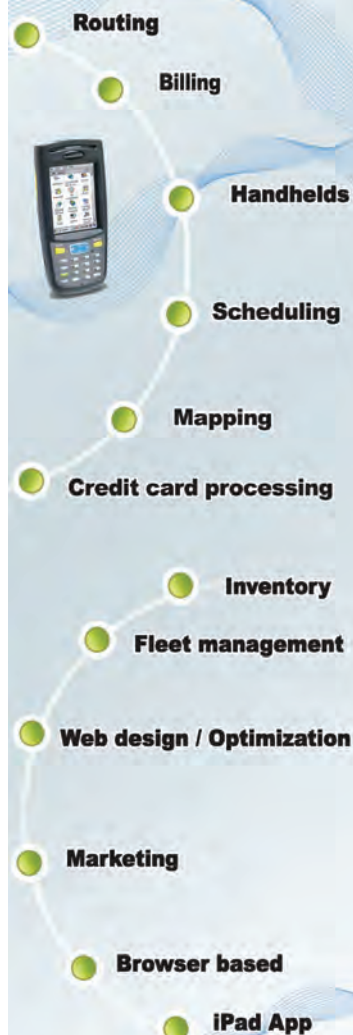 Routing
Billing
Handhelds
Scheduling
Mapping
Credit card processing
Inventory
Fleet management
Web design / Optimization
Marketing
Browser based
iPad App